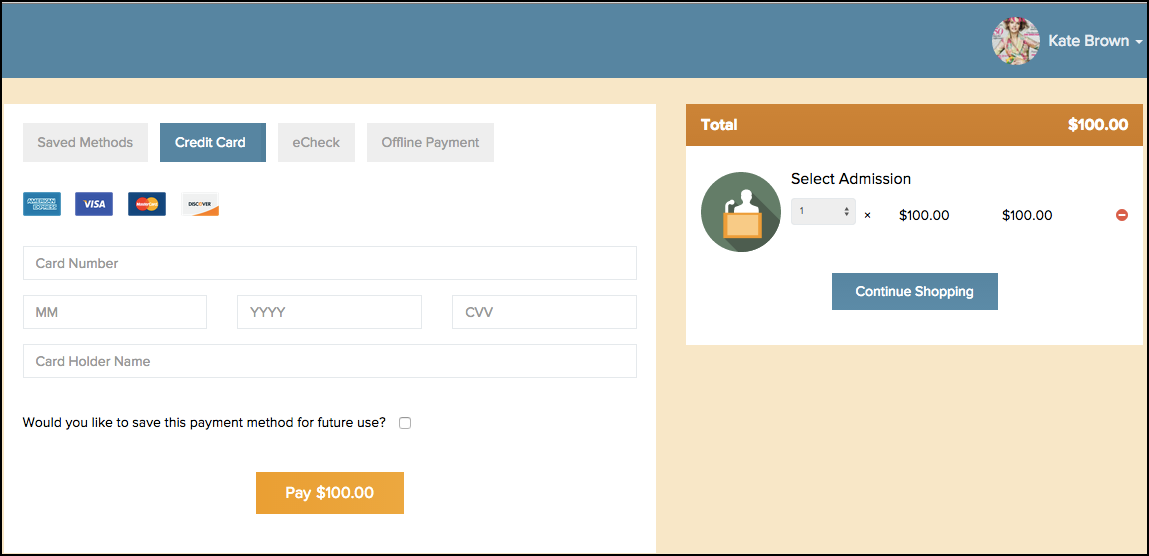 Kate Brown
Saved Methods
Credit Card
eCheck
Offline Payment
AMERICAN EXPRESS
VISA
MasterCard
DISCOVER
Card Number
MM
YYYY
CVV
Card Holder Name
Would you like to save this payment method for future use?
Pay $100.00
Total $100.00
Select Admission
1 × $100.00 $100.00
Continue Shopping